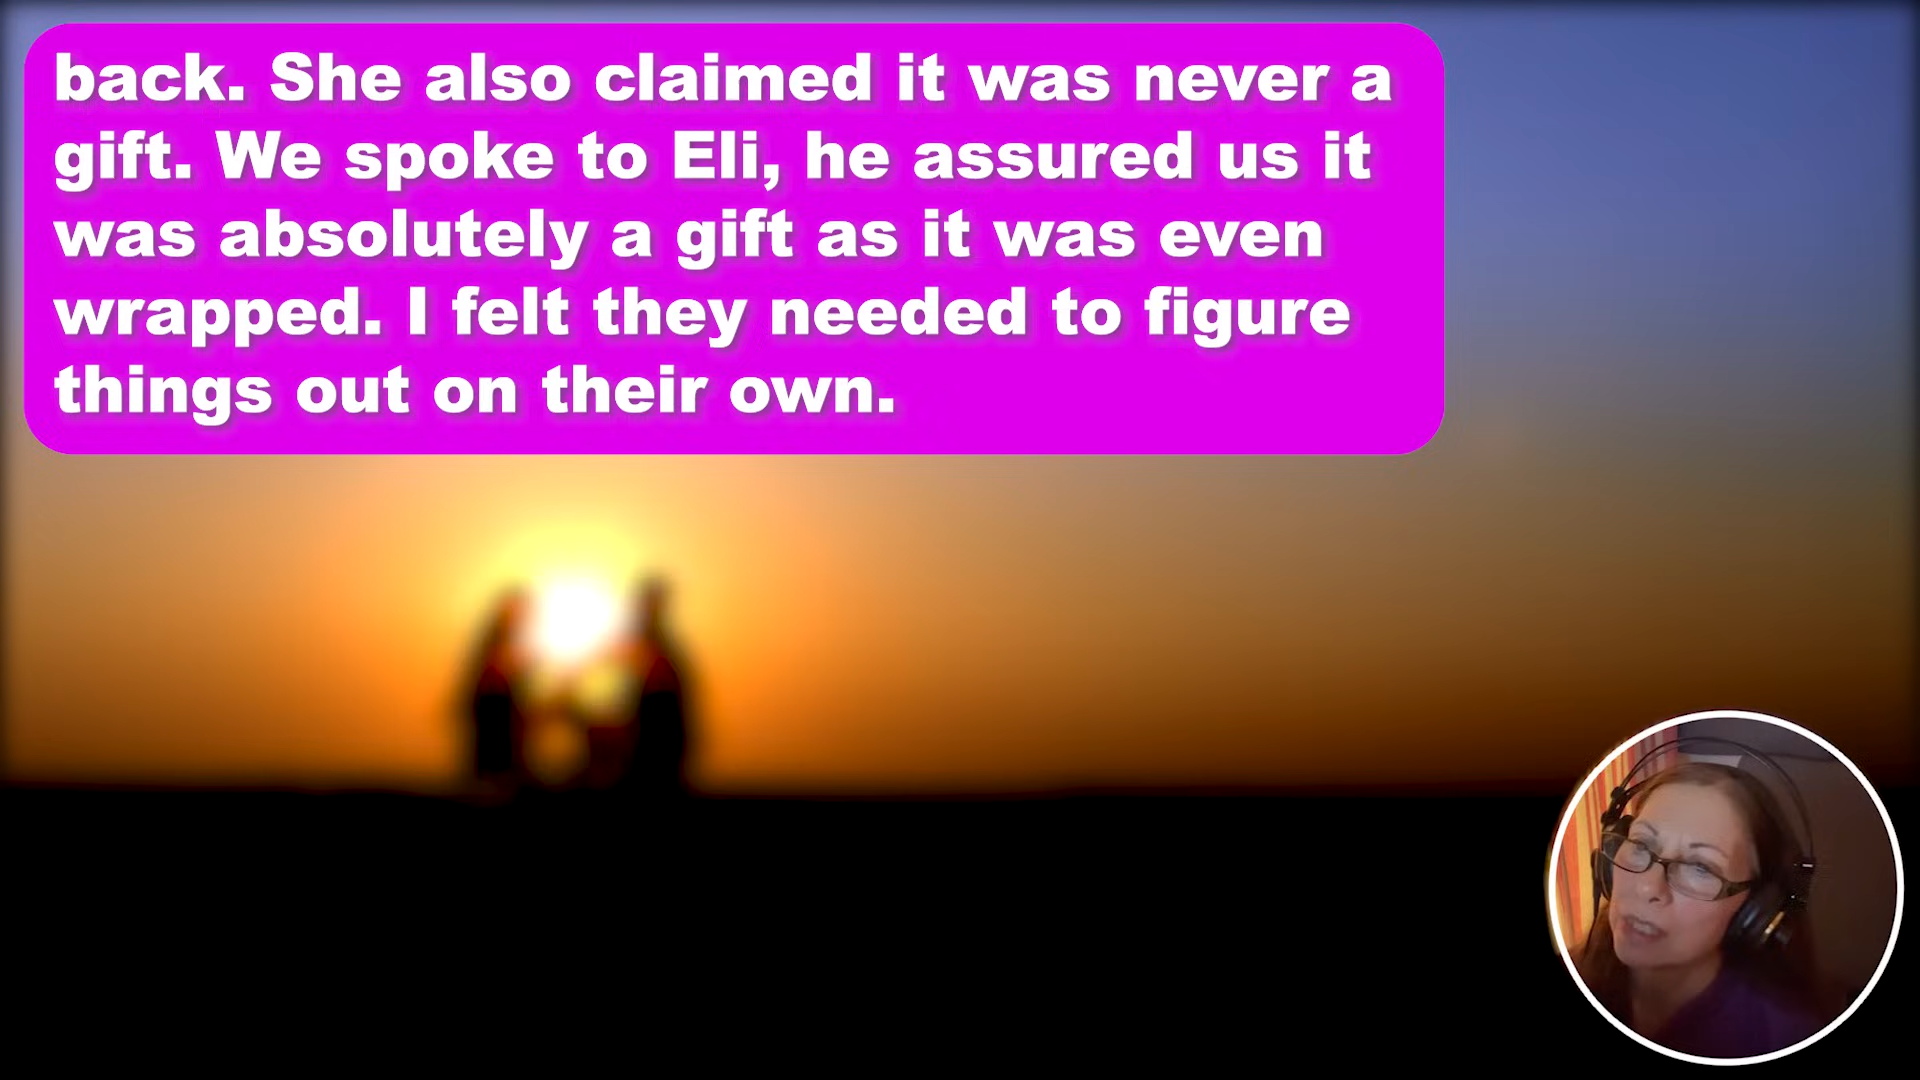 back. She also claimed it was never a
gift. We spoke to Eli, he assured us it
was absolutely a gift as it was even
wrapped. I felt they needed to figure
things out on their own.